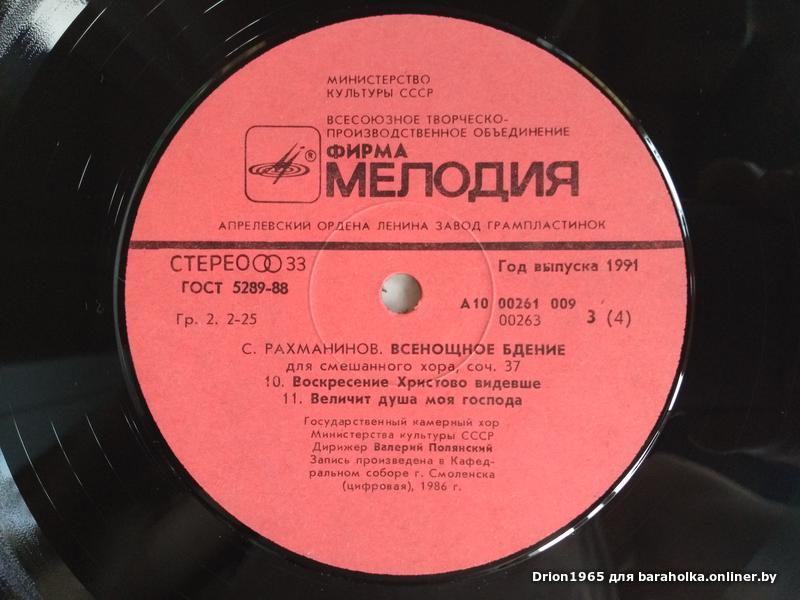 МИНИСТЕРСТВО
КУЛЬТУРЫ СССР
ВСЕСОЮЗНОЕ ТВОРЧЕСКО-
ПРОИЗВОДСТВЕННОЕ ОБЪЕДИНЕНИЕ
®
ФИРМА
МЕЛОДИЯ
АПРЕЛЕВСКИЙ ОРДЕНА ЛЕНИНА ЗАВОД ГРАМПЛАСТИНОК
СТЕРЕО 33
Год выпуска 1991
ГОСТ 5289-88
А10 00261 009
Гр. 2. 2-25
00263
3 (4)
С. РАХМАНИНОВ. ВСЕНОЩНОЕ БДЕНИЕ
для смешанного хора, соч. 37
10. Воскресение Христово видевше
11. Величит душа моя господа
Государственный камерный хор
Министерства культуры СССР
Дирижер Валерий Полянский
Запись произведена в Кафед-
ральном соборе г. Смоленска
(цифровая), 1986 г.
Drion1965 для baraholka.onliner.by